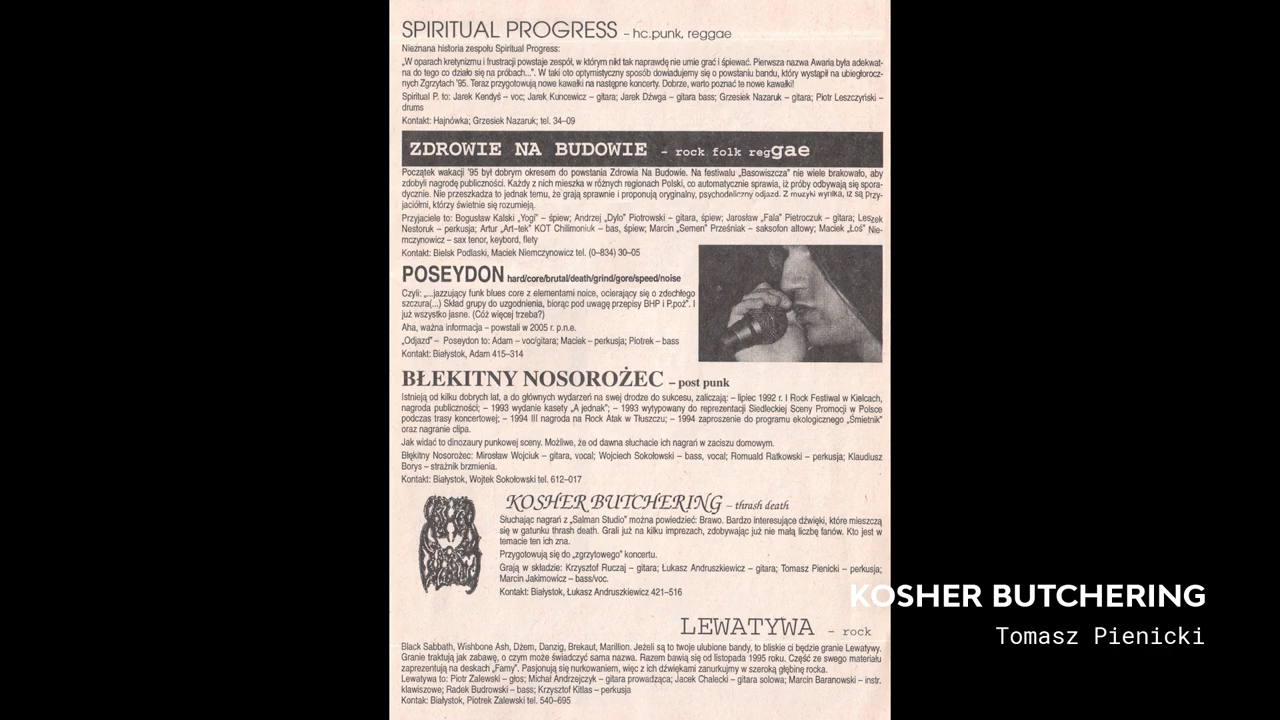 SPIRITUAL PROGRESS – hc.punk, reggae
Nieznana historia zespołu Spiritual Progress:
„W oparach kretynizmu i frustracji powstaje zespół, w którym nikt tak naprawdę nie umie grać i śpiewać. Pierwsza nazwa Awaria była adekwat-
na do tego co działo się na próbach...”. W taki oto optymistyczny sposób dowiadujemy się o powstaniu bandu, który wystąpił na ubiegłorocz-
nych Zgrzytach '95. Teraz przygotowują nowe kawałki na następne koncerty. Dobrze, warto poznać te nowe kawałki!
Spiritual P. to: Jarek Kendyś – voc; Jarek Kuncewicz – gitara; Jarek Dźwga – gitara bass; Grzesiek Nazaruk – gitara; Piotr Leszczyński –
drums
Kontakt: Hajnówka; Grzesiek Nazaruk; tel. 34–09
ZDROWIE NA BUDOWIE – rock folk reggae
Początek wakacji '95 był dobrym okresem do powstania Zdrowia Na Budowie. Na festiwalu „Basowiszcza” nie wiele brakowało, aby
zdobyli nagrodę publiczności. Każdy z nich mieszka w różnych regionach Polski, co automatycznie sprawia, iż próby odbywają się spora-
dycznie. Nie przeszkadza to jednak temu, że grają sprawnie i proponują oryginalny, psychodeliczny odjazd. Z muzyki wynika, iż są przy-
jaciółmi, którzy świetnie się rozumieją.
Przyjaciele to: Bogusław Kalski „Yogi” – śpiew; Andrzej „Dylo” Piotrowski – gitara, śpiew; Jarosław „Fala” Pietroczuk – gitara; Leszek
Nestoruk – perkusja; Artur „Art–tek” KOT Chilimoniuk – bas, śpiew; Marcin „Semen” Prześniak – saksofon altowy; Maciek „Łoś” Nie-
mczynowicz – sax tenor, keybord, flety
Kontakt: Bielsk Podlaski, Maciek Niemczynowicz tel. (0–834) 30–05
POSEYDON hard/core/brutal/death/grind/gore/speed/noise
Czyli: „...jazzujący funk blues core z elementami noice, ocierający się o zdechłego
szczura(...) Skład grupy do uzgodnienia, biorąc pod uwagę przepisy BHP i P.poż”. I
już wszystko jasne. (Cóż więcej trzeba?)
Aha, ważna informacja – powstali w 2005 r. p.n.e.
„Odjazd” – Poseydon to: Adam – voc/gitara; Maciek – perkusja; Piotrek – bass
Kontakt: Białystok, Adam 415–314
BŁEKITNY NOSOROŻEC – post punk
Istnieją od kilku dobrych lat, a do głównych wydarzeń na swej drodze do sukcesu, zaliczają: – lipiec 1992 r. I Rock Festiwal w Kielcach,
nagroda publiczności; – 1993 wydanie kasety „A jednak”; – 1993 wytypowany do reprezentacji Siedleckiej Sceny Promocji w Polsce
podczas trasy koncertowej; – 1994 III nagroda na Rock Atak w Tłuszczu; – 1994 zaproszenie do programu ekologicznego „Śmietnik”
oraz nagranie clipa.
Jak widać to dinozaury punkowej sceny. Możliwe, że od dawna słuchacie ich nagrań w zaciszu domowym.
Błękitny Nosorożec: Mirosław Wojciuk – gitara, vocal; Wojciech Sokołowski – bass, vocal; Romuald Ratkowski – perkusja; Klaudiusz
Borys – strażnik brzmienia.
Kontakt: Białystok, Wojtek Sokołowski tel. 612–017
KOSHER BUTCHERING – thrash death
Słuchając nagrań z „Salman Studio” można powiedzieć: Brawo. Bardzo interesujące dźwięki, które mieszczą
się w gatunku thrash death. Grali już na kilku imprezach, zdobywając już nie małą liczbę fanów. Kto jest w
temacie ten ich zna.
Przygotowują się do „zgrzytowego” koncertu.
Grają w składzie: Krzysztof Ruczaj – gitara; Łukasz Andruszkiewicz – gitara; Tomasz Pienicki – perkusja;
Marcin Jakimowicz – bass/voc.
Kontakt: Białystok, Łukasz Andruszkiewicz 421–516
KOSHER BUTCHERING
Tomasz Pienicki
LEWATYWA – rock
Black Sabbath, Wishbone Ash, Dżem, Danzig, Brekaut, Marillion. Jeżeli są to twoje ulubione bandy, to bliskie ci będzie granie Lewatywy.
Granie traktują jak zabawę, o czym może świadczyć sama nazwa. Razem bawią się od listopada 1995 roku. Część ze swego materiału
zaprezentują na deskach „Famy”. Pasjonują się nurkowaniem, więc z ich dźwiękami zanurkujmy w szeroką głębinę rocka.
Lewatywa to: Piotr Zalewski – głos; Michał Andrzejczyk – gitara prowadząca; Jacek Chalecki – gitara solowa; Marcin Baranowski – instr.
klawiszowe; Radek Budrowski – bass; Krzysztof Kitlas – perkusja
Kontak: Białystok, Piotrek Zalewski tel. 540–695